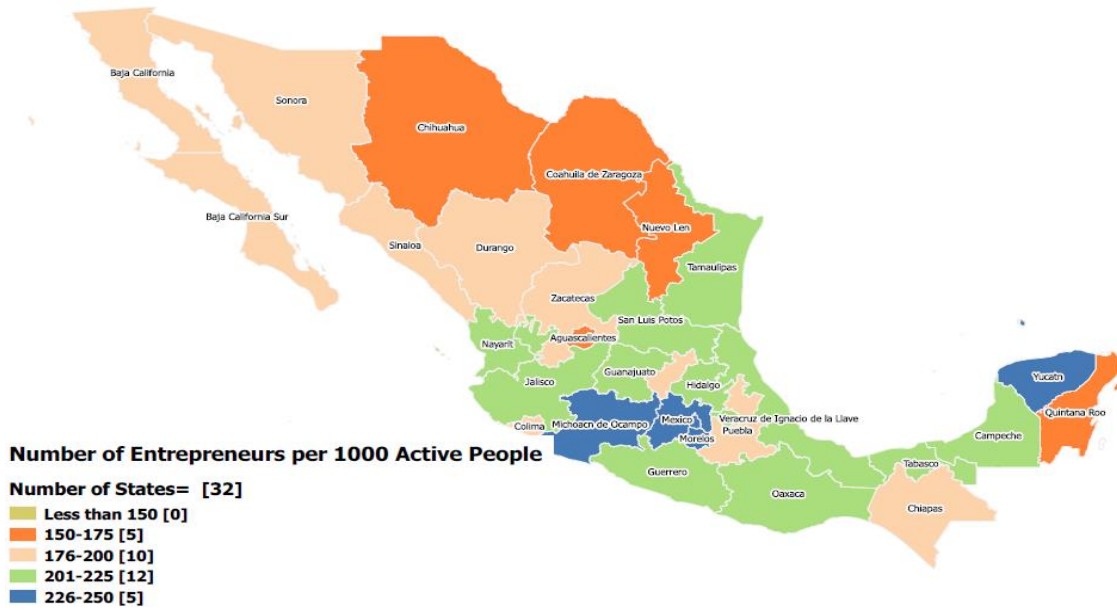 Baja California
Sonora
Chihuahua
Coahuila de Zaragoza
Baja California Sur
Nuevo Len
Sinaloa
Durango
Tamaulipas
Zacatecas
San Luis Potos
Nayarit
Aguascalientes
Guanajuato
Jalisco
Hidalgo
Yucatn
Quintana Roo
Colima
Michoacn de Ocampo
Mexico
Veracruz de Ignacio de la Llave
Puebla
Morelos
Campeche
Tabasco
Guerrero
Oaxaca
Chiapas
Number of Entrepreneurs per 1000 Active People
Number of States= [32]
Less than 150 [0]
150-175 [5]
176-200 [10]
201-225 [12]
226-250 [5]